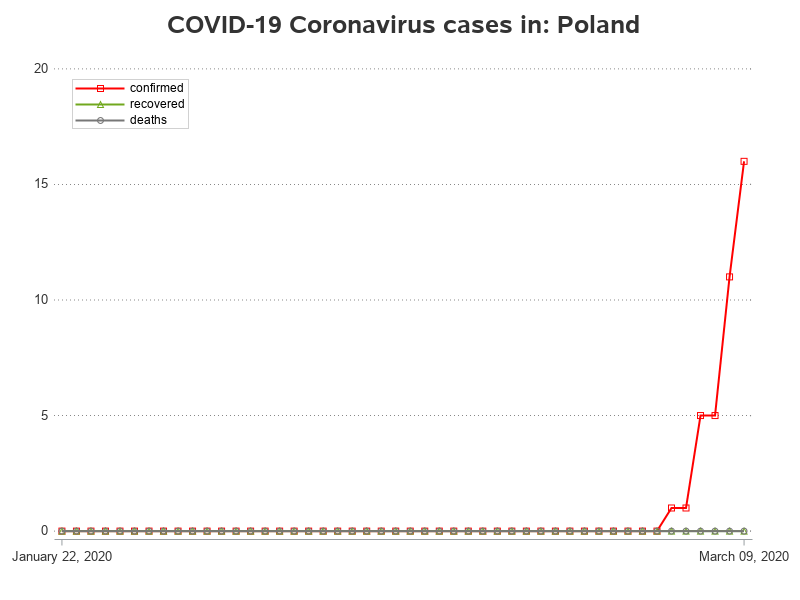 COVID-19 Coronavirus cases in: Poland
20
confirmed
recovered
deaths
15
10
5
0
January 22, 2020
March 09, 2020